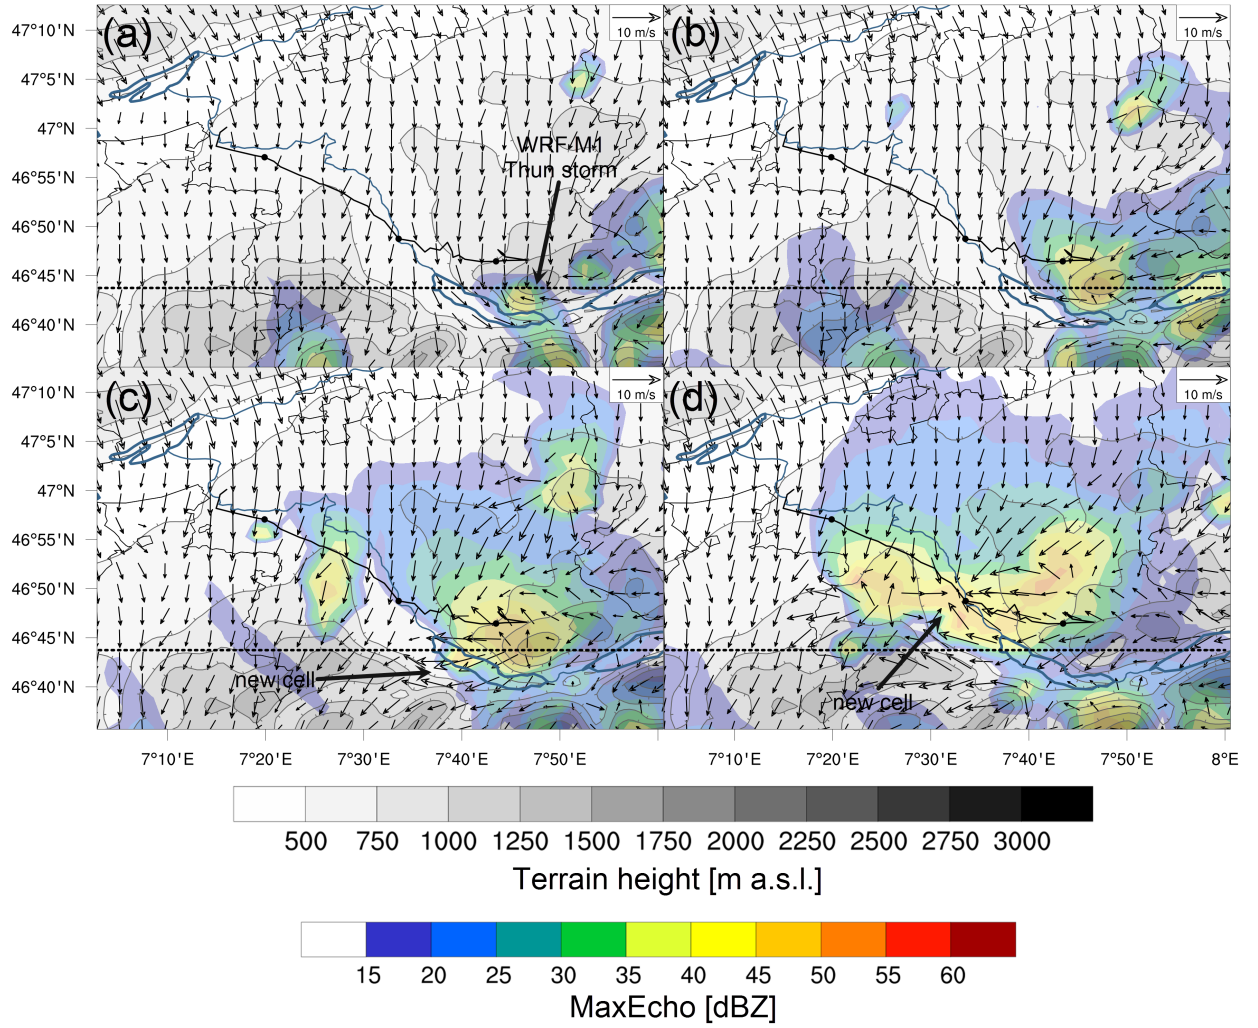 (a)
10 m/s
(b)
10 m/s
47°10'N
47°5'N
47°N
46°55'N
46°50'N
46°45'N
46°40'N
WRF-M1
Thun storm
(c)
10 m/s
(d)
10 m/s
47°10'N
47°5'N
47°N
46°55'N
46°50'N
46°45'N
46°40'N
new cell
new cell
7°10'E 7°20'E 7°30'E 7°40'E 7°50'E 7°10'E 7°20'E 7°30'E 7°40'E 7°50'E 8°E
500 750 1000 1250 1500 1750 2000 2250 2500 2750 3000
Terrain height [m a.s.l.]
15 20 25 30 35 40 45 50 55 60
MaxEcho [dBZ]